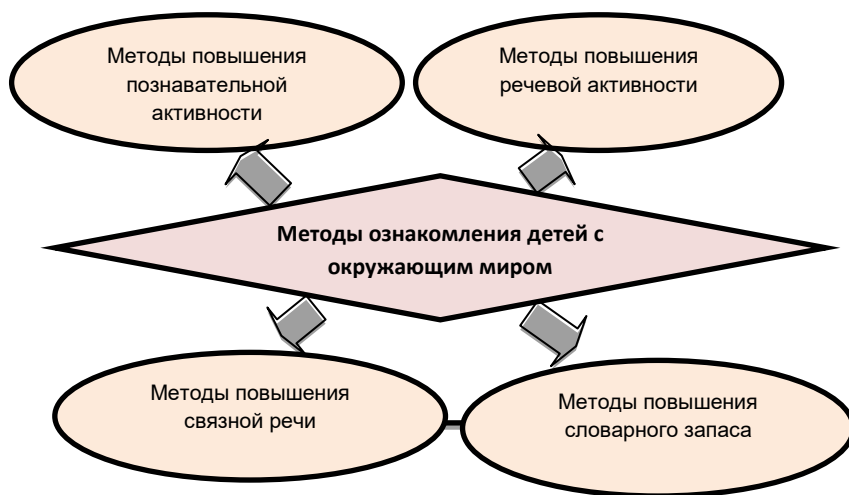 Методы повышения
познавательной
активности
Методы повышения
речевой активности
Методы ознакомления детей с
окружающим миром
Методы повышения
связной речи
Методы повышения
словарного запаса